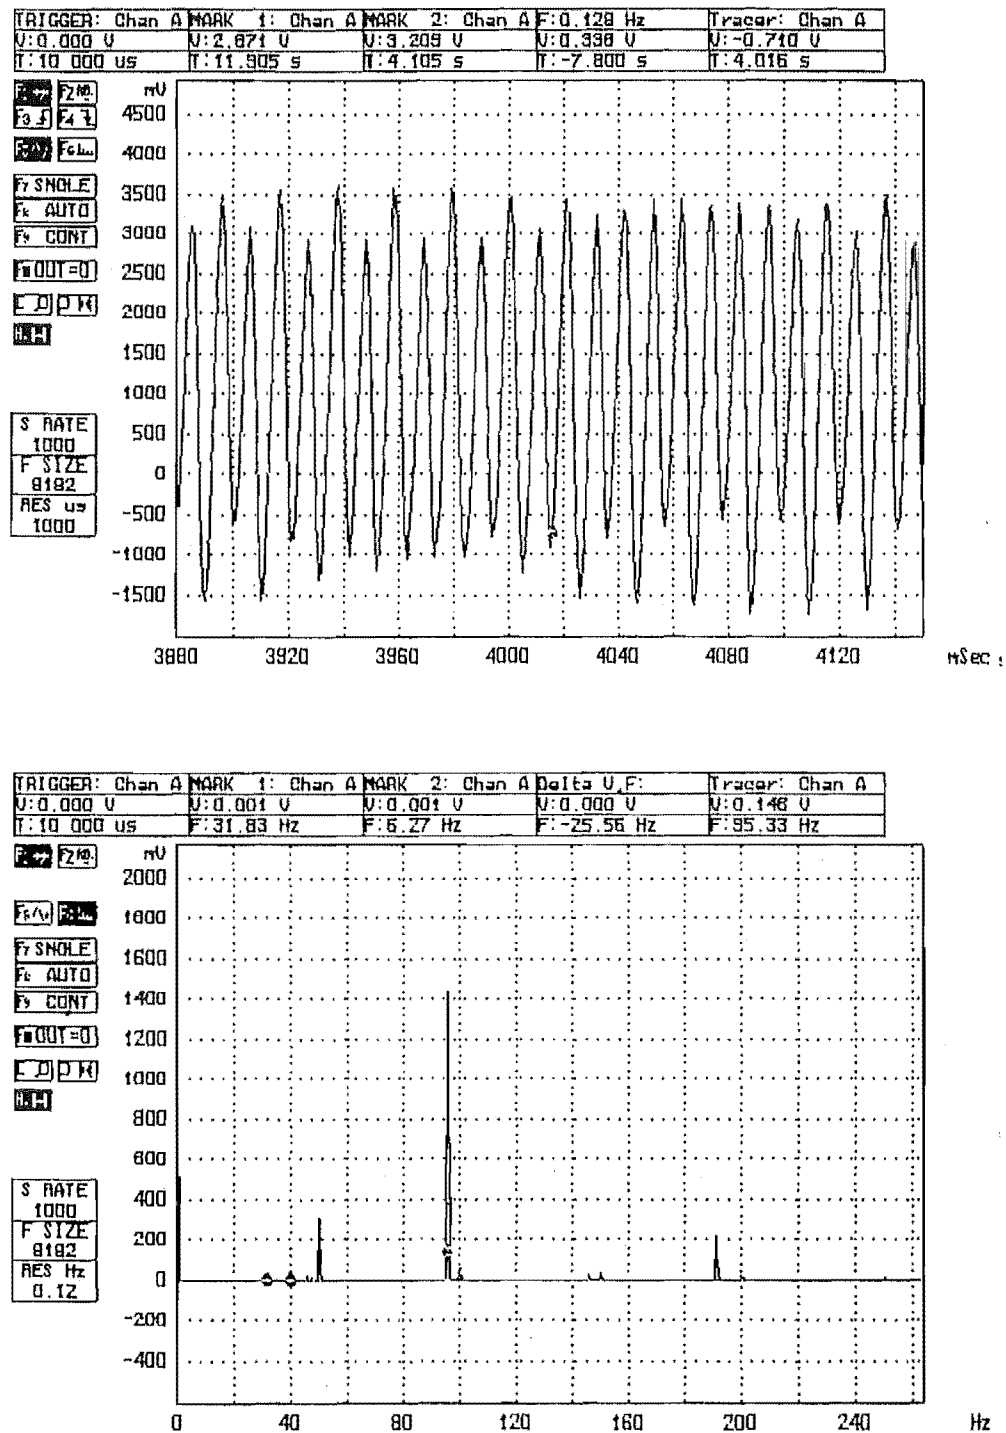 TRIGGER: Chan A MARK 1: Chan A MARK 2: Chan A F:0.128 Hz Tracer: Chan A
V:0.000 V V:2.871 V V:3.209 V V:0.338 V V:-0.710 V
T:10 000 us T:11.905 s T:4.105 s T:-7.800 s T:4.016 s
mV
4500
4000
3500
3000
2500
2000
1500
1000
500
0
-500
-1000
-1500
F7 SNGLE
AUTO
F9 CONT
OUT=0
S RATE
1000
F SIZE
8192
RES us
1000
3880 3920 3960 4000 4040 4080 4120 mSec
TRIGGER: Chan A MARK 1: Chan A MARK 2: Chan A Delta V,F: Tracer: Chan A
V:0.000 V V:0.001 V V:0.001 V V:0.000 V V:0.146 V
T:10 000 us F:31.83 Hz F:6.27 Hz F:-25.56 Hz F:95.33 Hz
mV
2000
1800
1600
1400
1200
1000
800
600
400
200
0
-200
-400
F7 SNGLE
AUTO
F9 CONT
OUT=0
S RATE
1000
F SIZE
8192
RES Hz
0.12
0 40 80 120 160 200 240 Hz